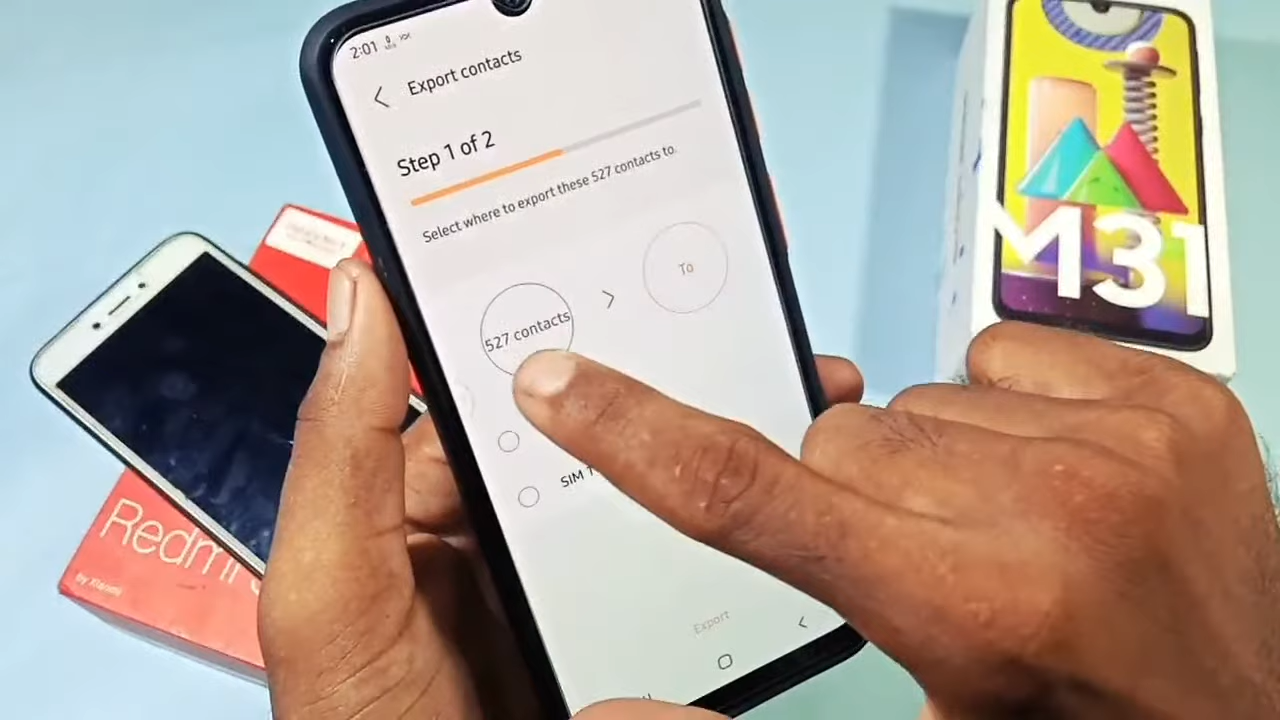 2:01
Export contacts
Step 1 of 2
Select where to export these 527 contacts to.
527 contacts
To
SIM
Export
M31
Redmi
by Xiaomi